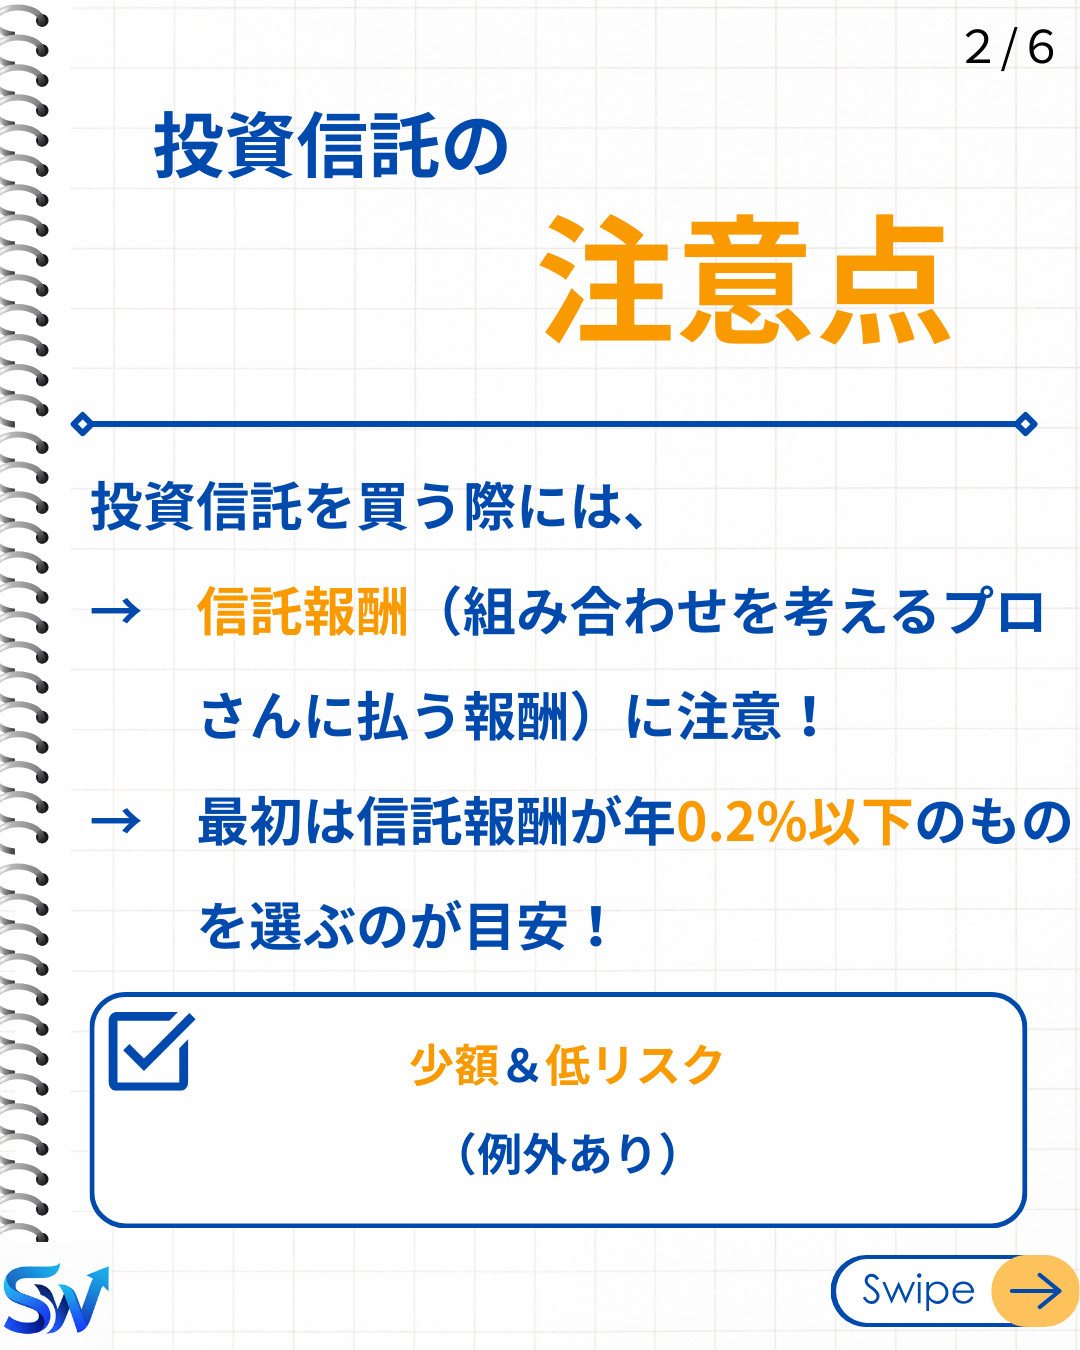 2/6
投資信託の
注意点
投資信託を買う際には、
→ 信託報酬（組み合わせを考えるプロ
さんに払う報酬）に注意！
→ 最初は信託報酬が年0.2%以下のもの
を選ぶのが目安！
少額＆低リスク
（例外あり）
SW
Swipe